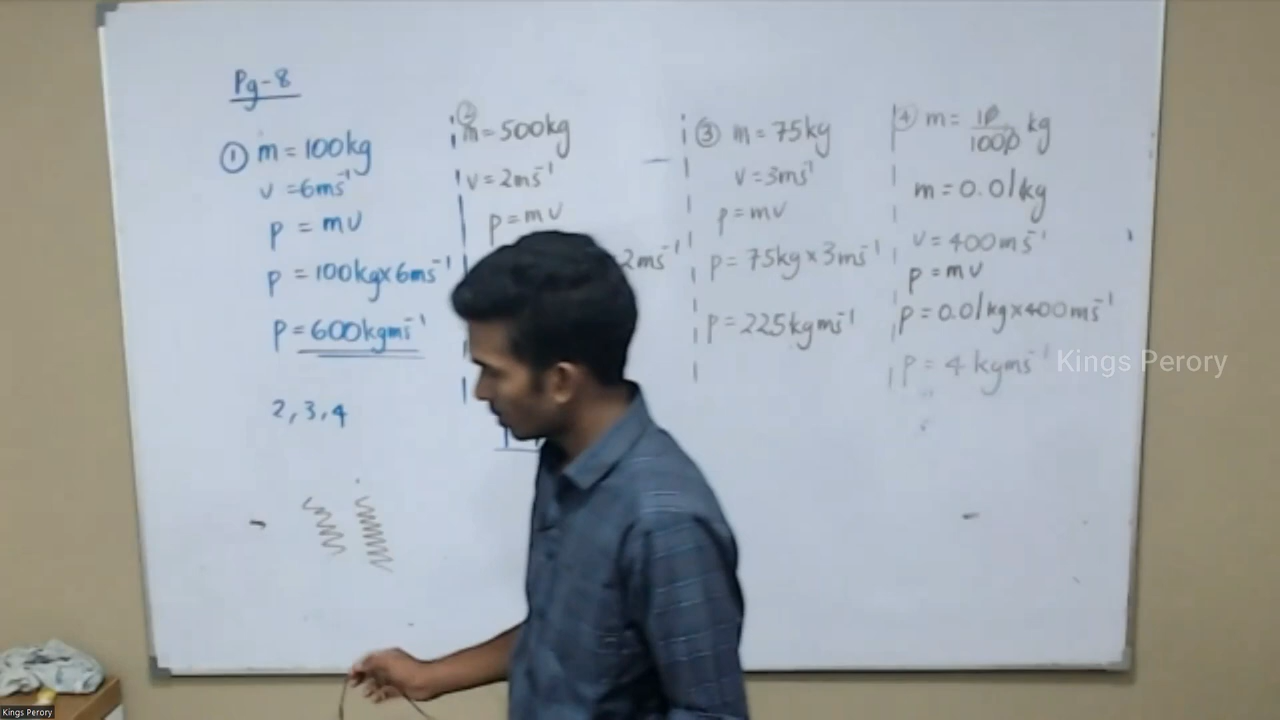 Pg-8
① m = 100kg
v = 6ms⁻¹
p = mv
p = 100kg×6ms⁻¹
p = 600kgms⁻¹
2, 3, 4
② m = 500kg
v = 2ms⁻¹
p = mv
2ms⁻¹
③ m = 75kg
v = 3ms⁻¹
p = mv
p = 75kg × 3ms⁻¹
p = 225kgms⁻¹
④ m = 10/1000 kg
m = 0.01kg
v = 400ms⁻¹
p = mv
p = 0.01kg×400ms⁻¹
p = 4 kgms⁻¹
Kings Perory
Kings Perory